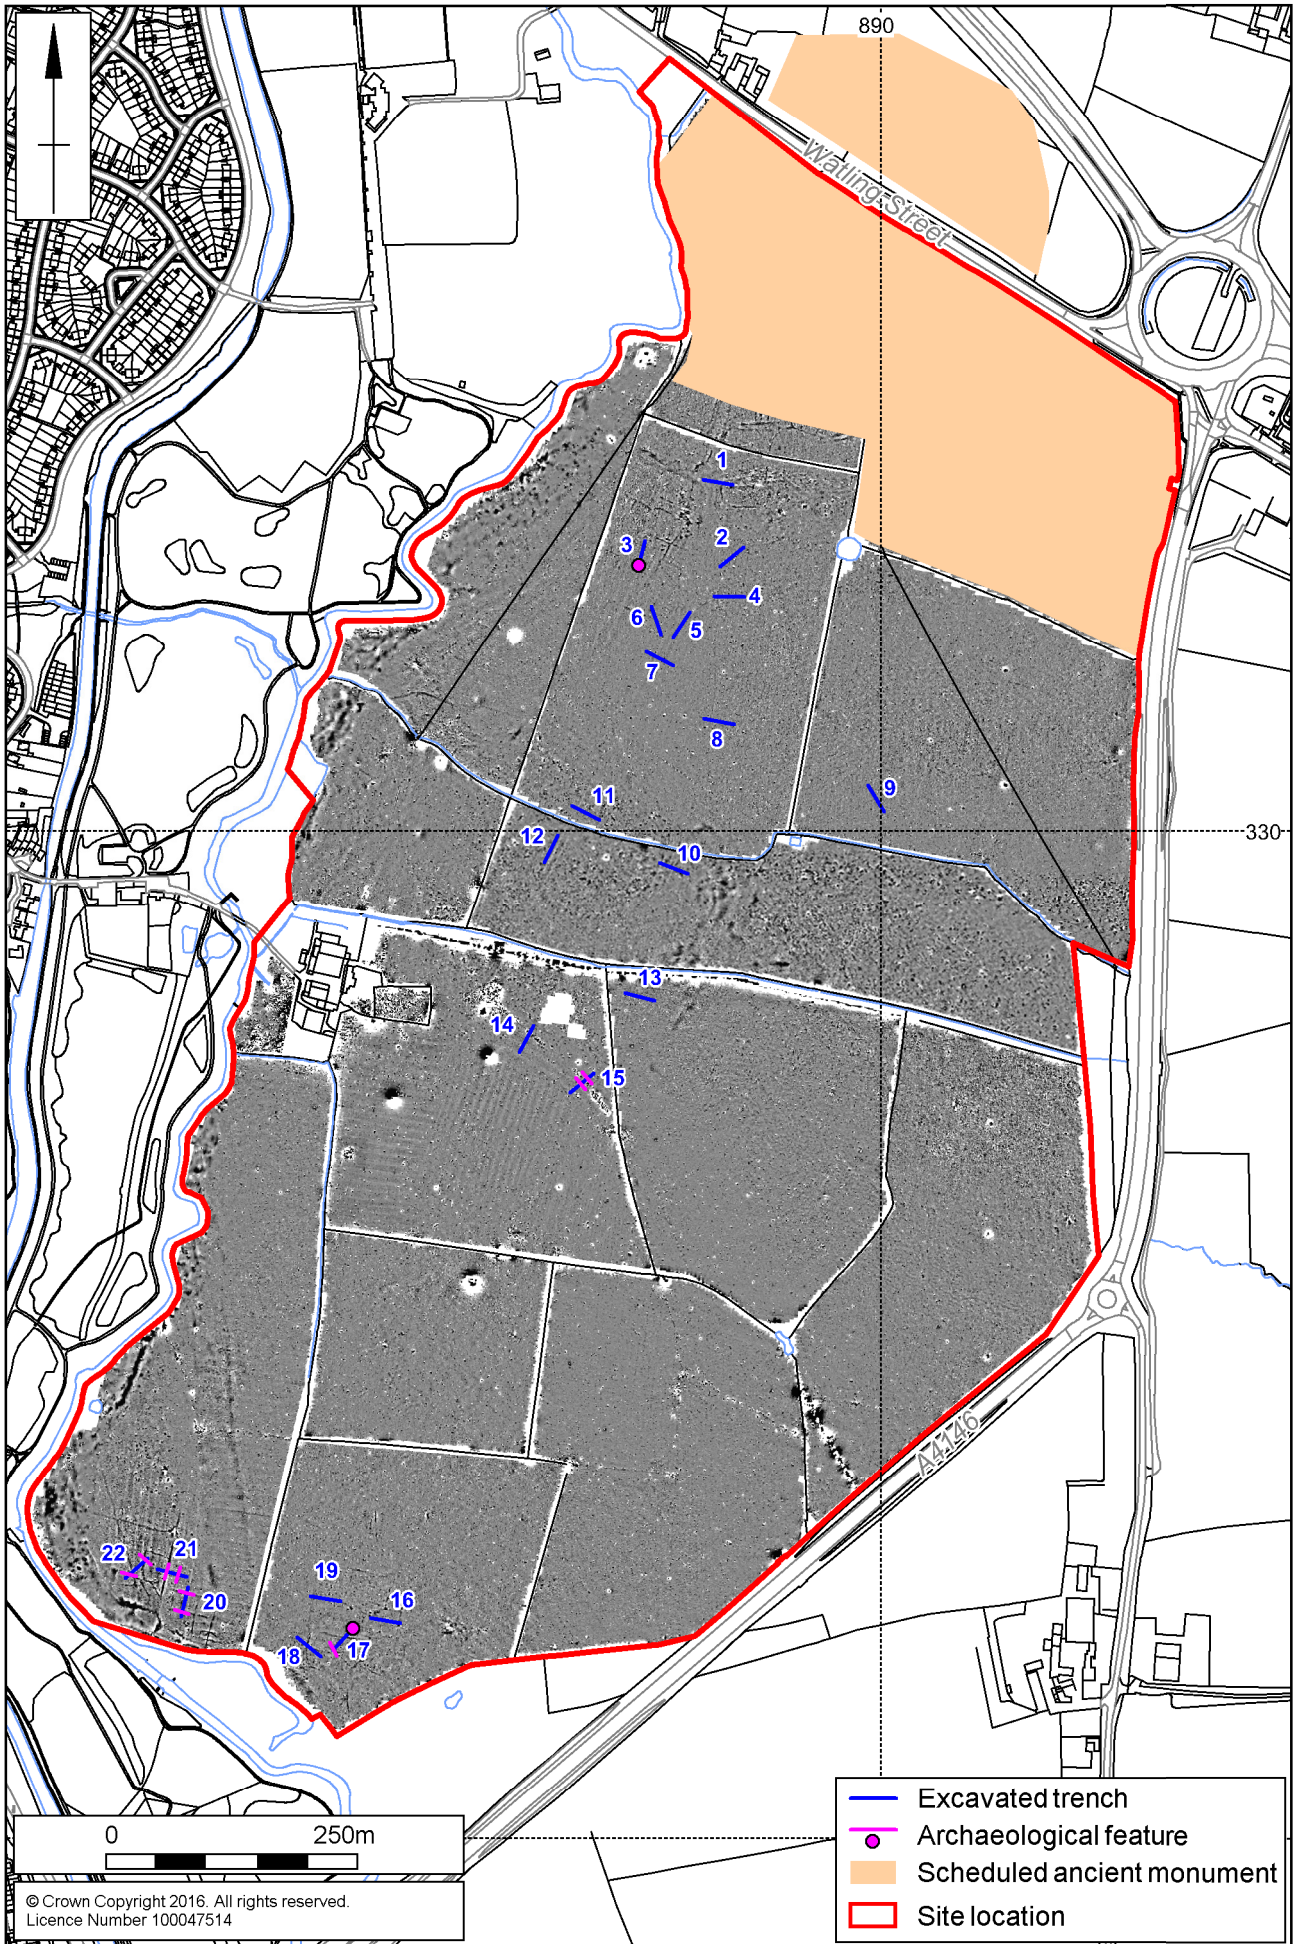 890
Watling Street
1
2
3
4
6
5
7
8
9
11
330
12
10
13
14
15
A4146
22
21
19
16
20
18
17
0 250m
© Crown Copyright 2016. All rights reserved.
Licence Number 100047514
Excavated trench
Archaeological feature
Scheduled ancient monument
Site location